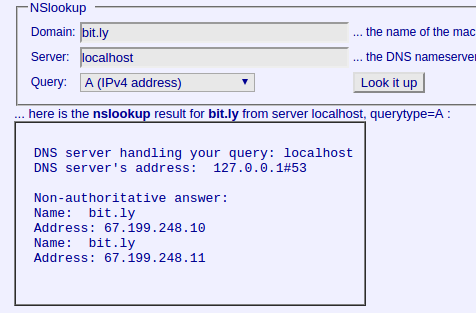 NSlookup
Domain: bit.ly ... the name of the mac
Server: localhost ... the DNS nameserver
Query: A (IPv4 address) Look it up
... here is the nslookup result for bit.ly from server localhost, querytype=A :
DNS server handling your query: localhost
DNS server's address:  127.0.0.1#53
Non-authoritative answer:
Name:  bit.ly
Address: 67.199.248.10
Name:  bit.ly
Address: 67.199.248.11